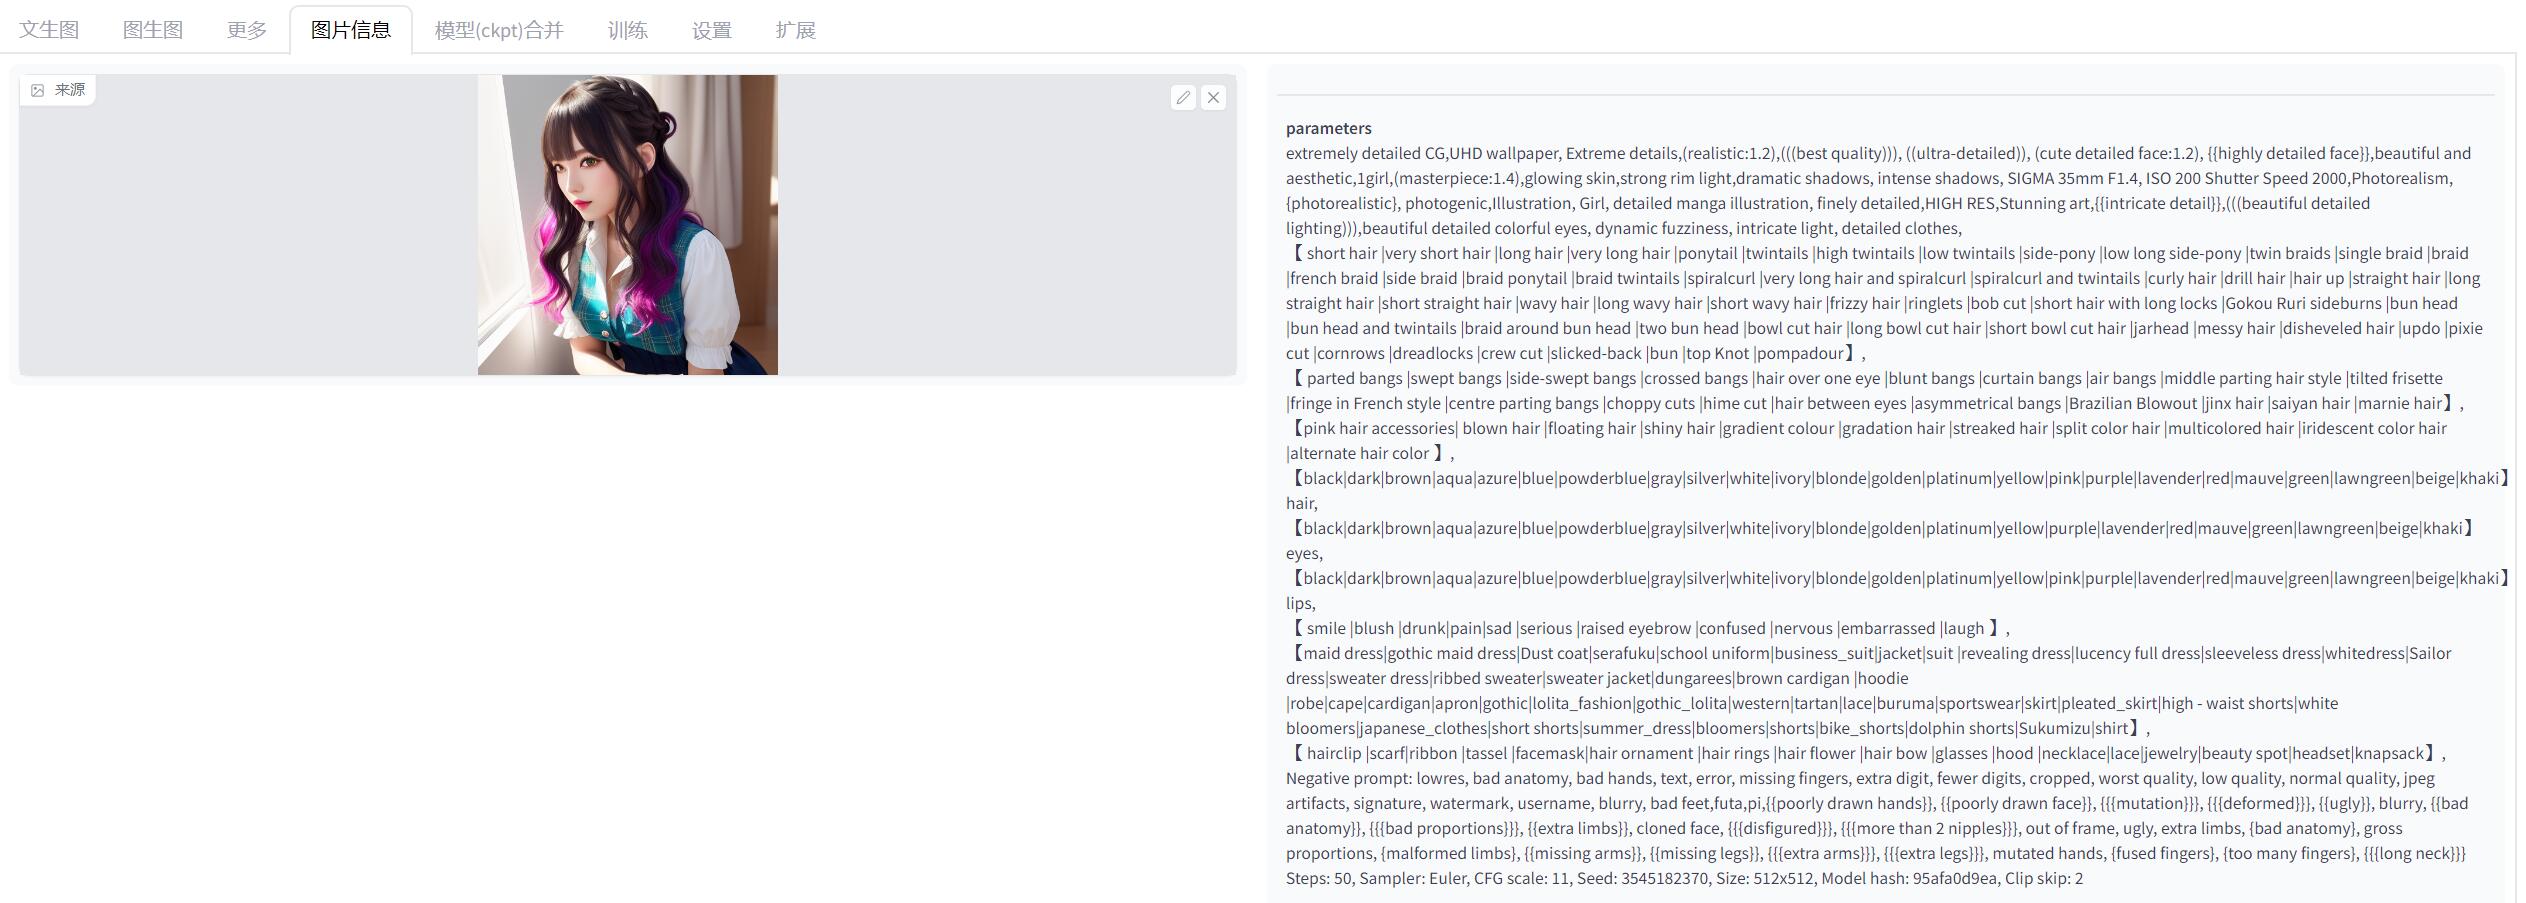 文生图 图生图 更多 图片信息 模型(ckpt)合并 训练 设置 扩展
来源
parameters
extremely detailed CG,UHD wallpaper, Extreme details,(realistic:1.2),(((best quality))), ((ultra-detailed)), (cute detailed face:1.2), {{highly detailed face}},beautiful and
aesthetic,1girl,(masterpiece:1.4),glowing skin,strong rim light,dramatic shadows, intense shadows, SIGMA 35mm F1.4, ISO 200 Shutter Speed 2000,Photorealism,
{photorealistic}, photogenic,Illustration, Girl, detailed manga illustration, finely detailed,HIGH RES,Stunning art,{{intricate detail}},(((beautiful detailed
lighting))),beautiful detailed colorful eyes, dynamic fuzziness, intricate light, detailed clothes,
【 short hair |very short hair |long hair |very long hair |ponytail |twintails |high twintails |low twintails |side-pony |low long side-pony |twin braids |single braid |braid
|french braid |side braid |braid ponytail |braid twintails |spiralcurl |very long hair and spiralcurl |spiralcurl and twintails |curly hair |drill hair |hair up |straight hair |long
straight hair |short straight hair |wavy hair |long wavy hair |short wavy hair |frizzy hair |ringlets |bob cut |short hair with long locks |Gokou Ruri sideburns |bun head
|bun head and twintails |braid around bun head |two bun head |bowl cut hair |long bowl cut hair |short bowl cut hair |jarhead |messy hair |disheveled hair |updo |pixie
cut |cornrows |dreadlocks |crew cut |slicked-back |bun |top Knot |pompadour】,
【 parted bangs |swept bangs |side-swept bangs |crossed bangs |hair over one eye |blunt bangs |curtain bangs |air bangs |middle parting hair style |tilted frisette
|fringe in French style |centre parting bangs |choppy cuts |hime cut |hair between eyes |asymmetrical bangs |Brazilian Blowout |jinx hair |saiyan hair |marnie hair】,
【pink hair accessories| blown hair |floating hair |shiny hair |gradient colour |gradation hair |streaked hair |split color hair |multicolored hair |iridescent color hair
|alternate hair color 】,
【black|dark|brown|aqua|azure|blue|powderblue|gray|silver|white|ivory|blonde|golden|platinum|yellow|pink|purple|lavender|red|mauve|green|lawngreen|beige|khaki】
hair,
【black|dark|brown|aqua|azure|blue|powderblue|gray|silver|white|ivory|blonde|golden|platinum|yellow|purple|lavender|red|mauve|green|lawngreen|beige|khaki】
eyes,
【black|dark|brown|aqua|azure|blue|powderblue|gray|silver|white|ivory|blonde|golden|platinum|yellow|pink|purple|lavender|red|mauve|green|lawngreen|beige|khaki】
lips,
【 smile |blush |drunk|pain|sad |serious |raised eyebrow |confused |nervous |embarrassed |laugh 】,
【maid dress|gothic maid dress|Dust coat|serafuku|school uniform|business_suit|jacket|suit |revealing dress|lucency full dress|sleeveless dress|whitedress|Sailor
dress|sweater dress|ribbed sweater|sweater jacket|dungarees|brown cardigan |hoodie
|robe|cape|cardigan|apron|gothic|lolita_fashion|gothic_lolita|western|tartan|lace|buruma|sportswear|skirt|pleated_skirt|high - waist shorts|white
bloomers|japanese_clothes|short shorts|summer_dress|bloomers|shorts|bike_shorts|dolphin shorts|Sukumizu|shirt】,
【 hairclip |scarf|ribbon |tassel |facemask|hair ornament |hair rings |hair flower |hair bow |glasses |hood |necklace|lace|jewelry|beauty spot|headset|knapsack】,
Negative prompt: lowres, bad anatomy, bad hands, text, error, missing fingers, extra digit, fewer digits, cropped, worst quality, low quality, normal quality, jpeg
artifacts, signature, watermark, username, blurry, bad feet,futa,pi,{{poorly drawn hands}}, {{poorly drawn face}}, {{{mutation}}}, {{{deformed}}}, {{ugly}}, blurry, {{bad
anatomy}}, {{{bad proportions}}}, {{extra limbs}}, cloned face, {{{disfigured}}}, {{{more than 2 nipples}}}, out of frame, ugly, extra limbs, {bad anatomy}, gross
proportions, {malformed limbs}, {{missing arms}}, {{missing legs}}, {{{extra arms}}}, {{{extra legs}}}, mutated hands, {fused fingers}, {too many fingers}, {{{long neck}}}
Steps: 50, Sampler: Euler, CFG scale: 11, Seed: 3545182370, Size: 512x512, Model hash: 95afa0d9ea, Clip skip: 2